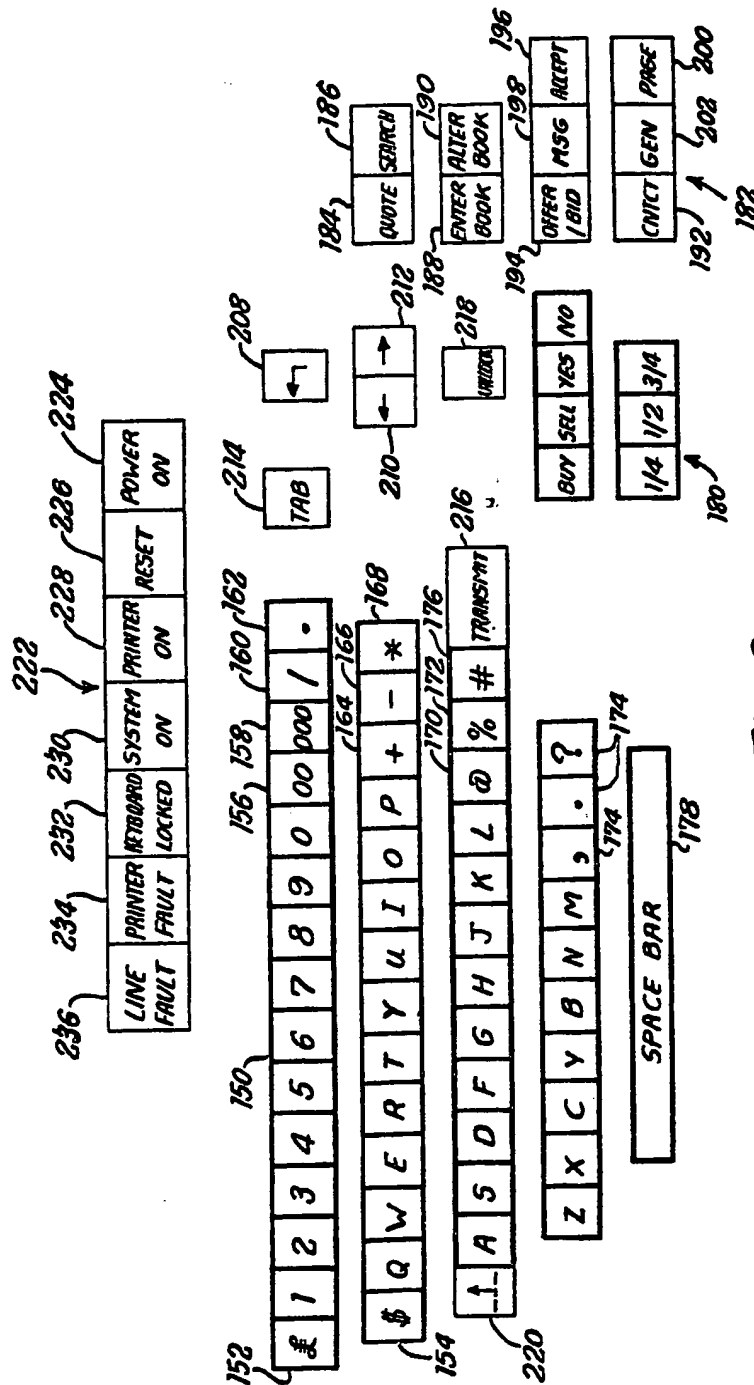 222
236 234 232 230 228 226 224
LINE FAULT PRINTER FAULT KEYBOARD LOCKED SYSTEM ON PRINTER ON RESET POWER ON
152 150 156 158 160 162 214 208
£ 1 2 3 4 5 6 7 8 9 0 00 000 / . TAB ↰
164 166 212 184 186
$ Q W E R T Y U I O P + - * ← → QUOTE SEARCH
154 168 210
170 172 176 216 218 188 190
↑ A S D F G H J K L @ % # TRANSMIT UNLOCK ENTER BOOK ALTER BOOK
220
194 198 196
Z X C Y B N M , . ? BUY SELL YES NO OFFER / BID MSG ACCEPT
174 174
SPACE BAR 1/4 1/2 3/4 CNTCT GEN PAGE
178 180 192 202 200
182